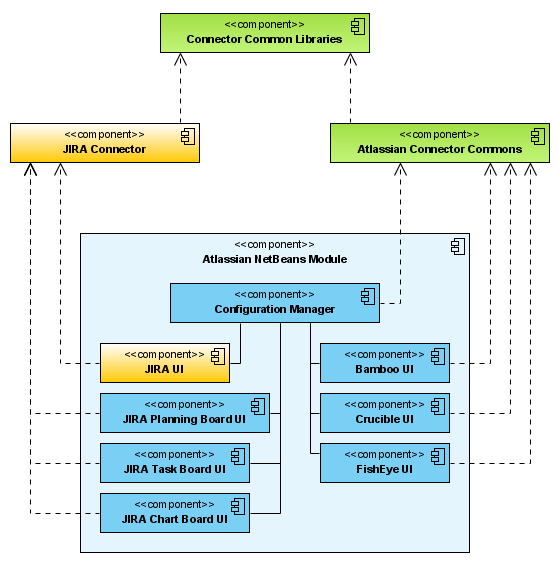 <<component>>
Connector Common Libraries
<<component>>
JIRA Connector
<<component>>
Atlassian Connector Commons
<<component>>
Atlassian NetBeans Module
<<component>>
Configuration Manager
<<component>>
JIRA UI
<<component>>
Bamboo UI
<<component>>
JIRA Planning Board UI
<<component>>
Crucible UI
<<component>>
JIRA Task Board UI
<<component>>
FishEye UI
<<component>>
JIRA Chart Board UI